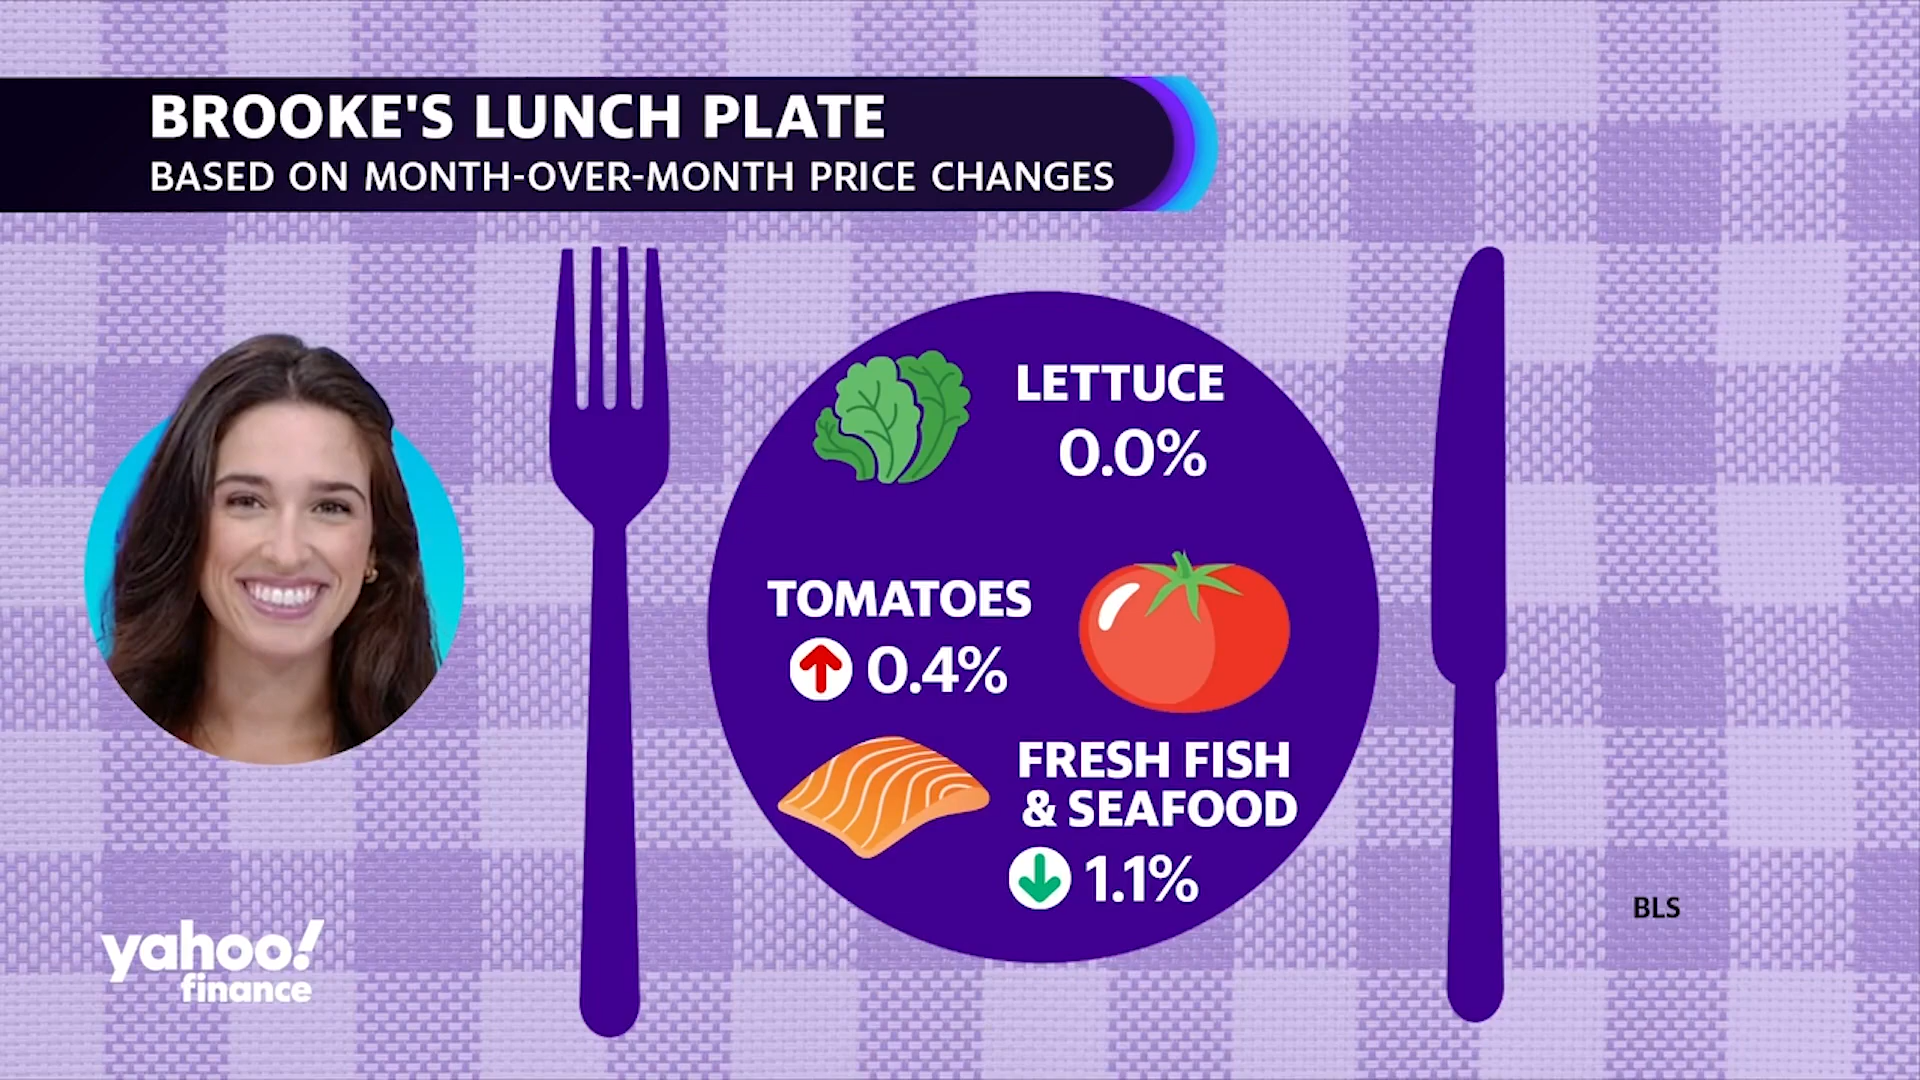 BROOKE'S LUNCH PLATE
BASED ON MONTH-OVER-MONTH PRICE CHANGES
LETTUCE
0.0%
TOMATOES
0.4%
FRESH FISH
& SEAFOOD
1.1%
BLS
yahoo!
finance